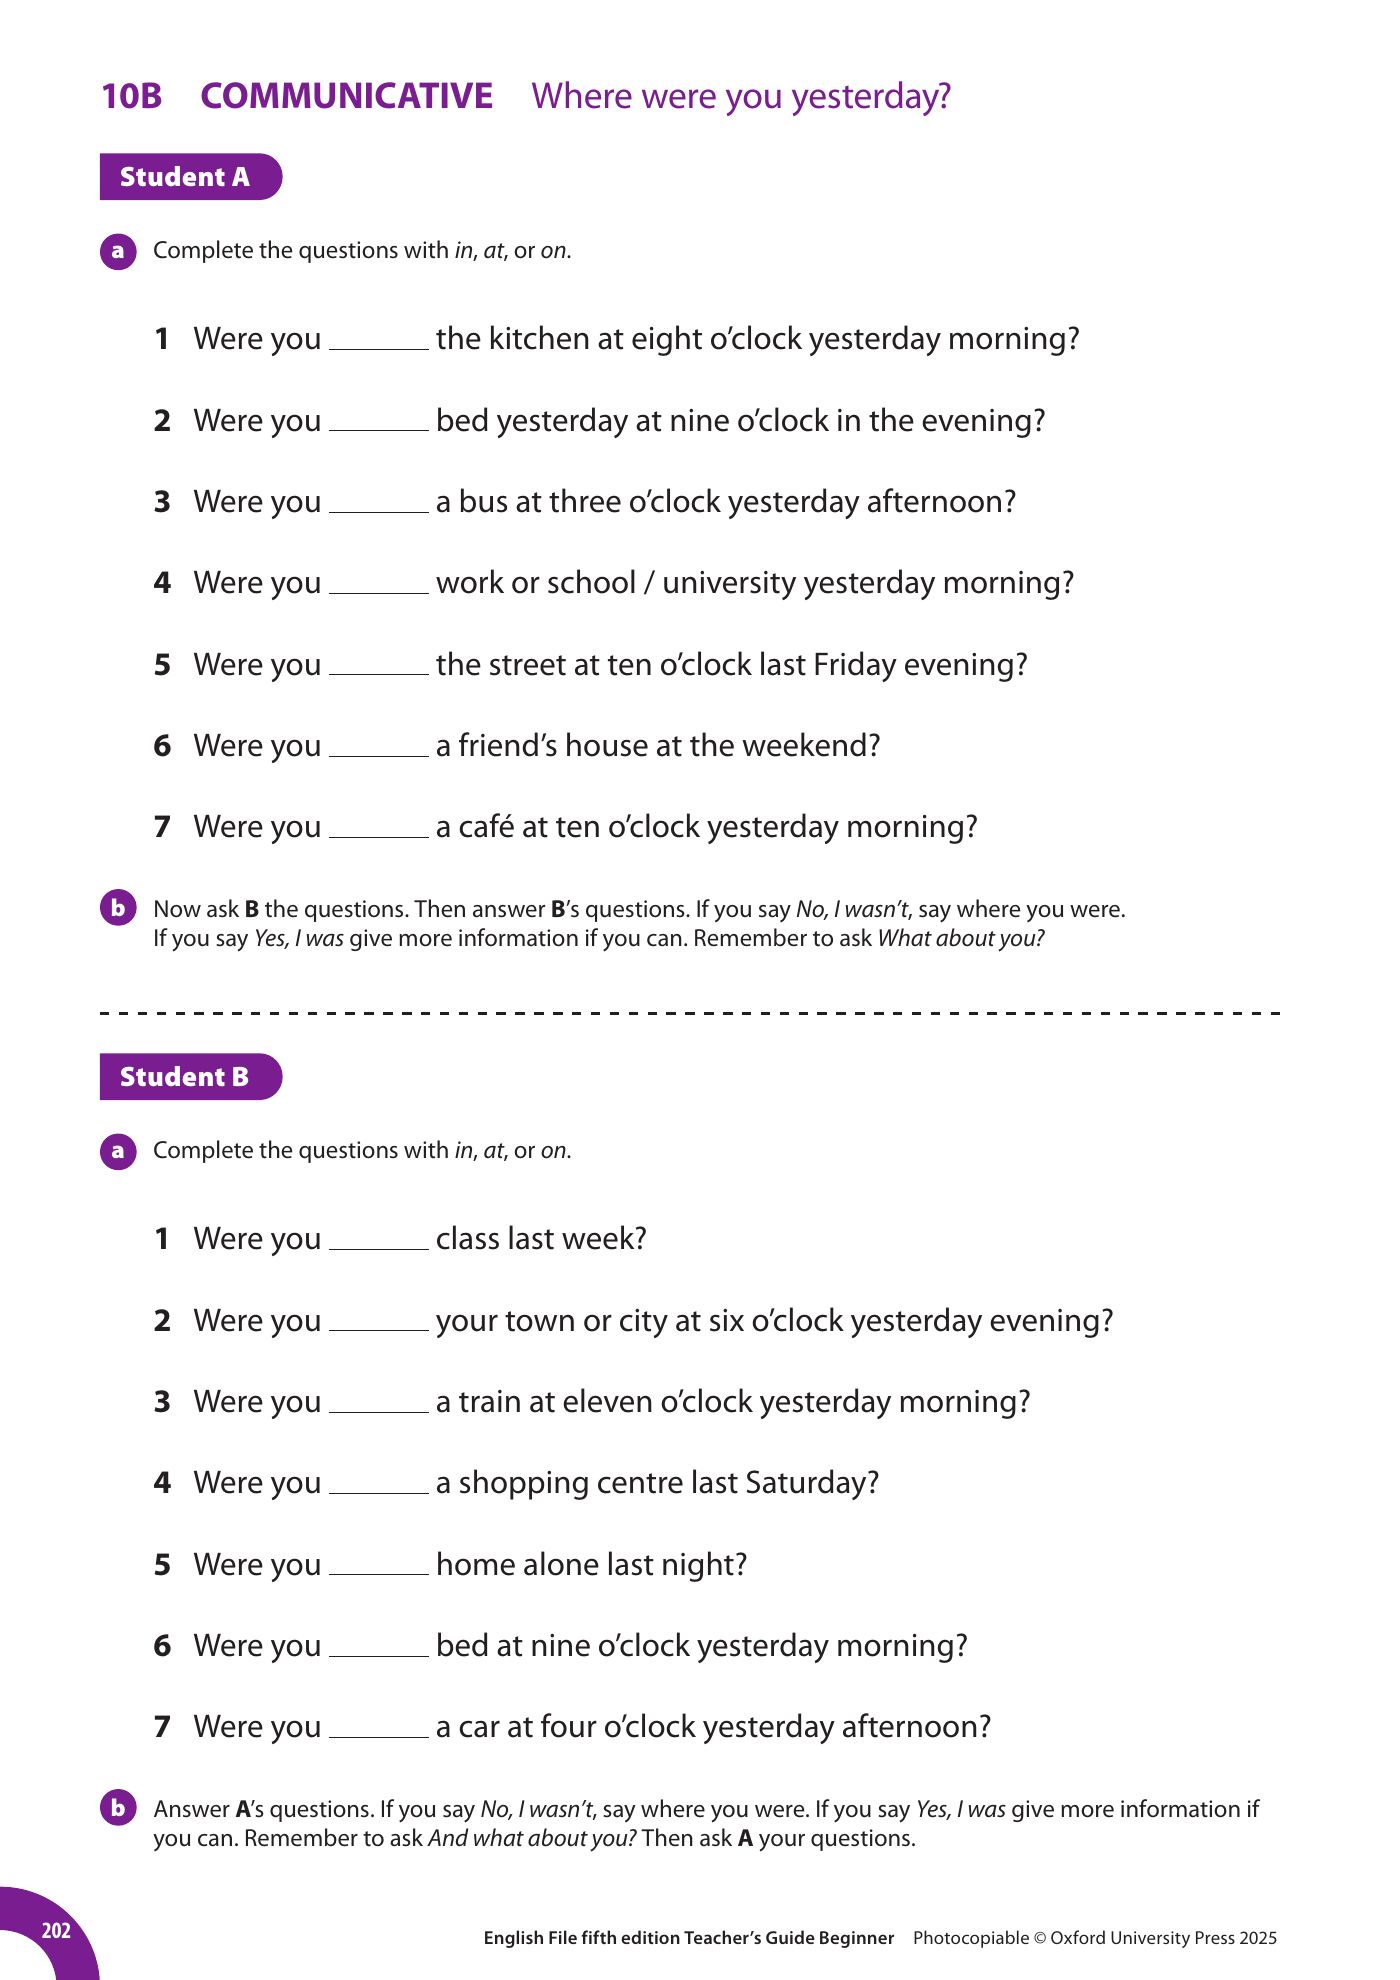 10B COMMUNICATIVE Where were you yesterday?
Student A
a Complete the questions with in, at, or on.
1 Were you ______ the kitchen at eight o’clock yesterday morning?
2 Were you ______ bed yesterday at nine o’clock in the evening?
3 Were you ______ a bus at three o’clock yesterday afternoon?
4 Were you ______ work or school / university yesterday morning?
5 Were you ______ the street at ten o’clock last Friday evening?
6 Were you ______ a friend’s house at the weekend?
7 Were you ______ a café at ten o’clock yesterday morning?
b Now ask B the questions. Then answer B’s questions. If you say No, I wasn’t, say where you were.
If you say Yes, I was give more information if you can. Remember to ask What about you?
Student B
a Complete the questions with in, at, or on.
1 Were you ______ class last week?
2 Were you ______ your town or city at six o’clock yesterday evening?
3 Were you ______ a train at eleven o’clock yesterday morning?
4 Were you ______ a shopping centre last Saturday?
5 Were you ______ home alone last night?
6 Were you ______ bed at nine o’clock yesterday morning?
7 Were you ______ a car at four o’clock yesterday afternoon?
b Answer A’s questions. If you say No, I wasn’t, say where you were. If you say Yes, I was give more information if
you can. Remember to ask And what about you? Then ask A your questions.
202
English File fifth edition Teacher’s Guide Beginner Photocopiable © Oxford University Press 2025